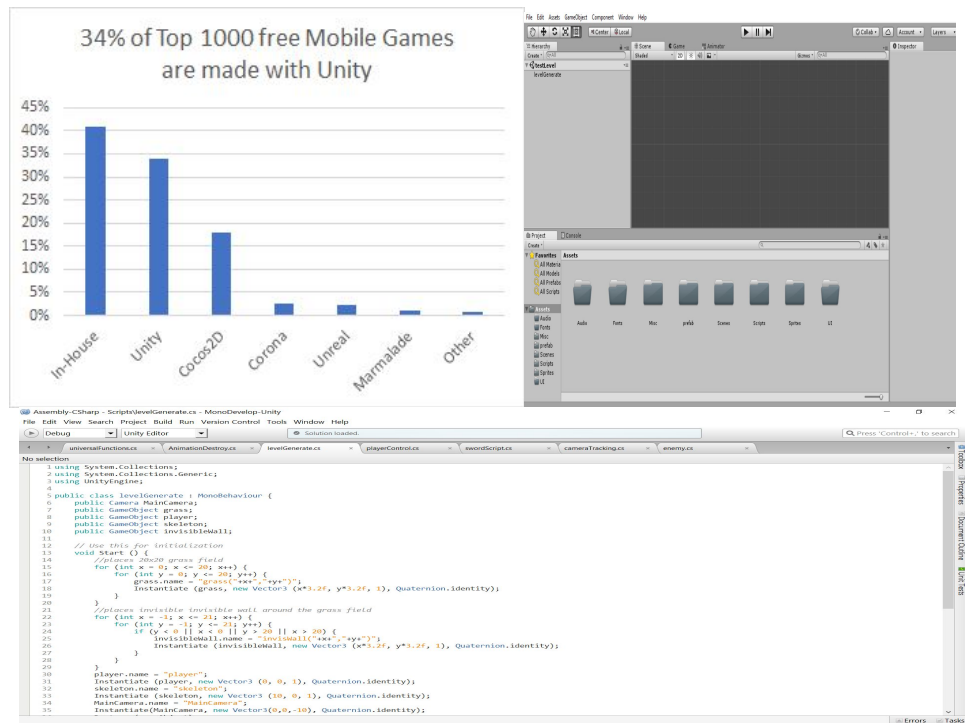 34% of Top 1000 free Mobile Games
are made with Unity
45%
40%
35%
30%
25%
20%
15%
10%
5%
0%
In-House
Unity
Cocos2D
Corona
Unreal
Marmalade
Other
File Edit Assets GameObject Component Window Help
Center Local
Collab Account Layers
Hierarchy
Create
testLevel
levelGenerate
Scene Game Animator
Shaded 2D Gizmos
Inspector
Project Console
Create
Favorites
All Materia
All Models
All Prefabs
All Scripts
Assets
Audio
Fonts
Misc
prefab
Scenes
Scripts
Sprites
UI
Assets
Audio Fonts Misc prefab Scenes Scripts Sprites UI
Assembly-CSharp - Scripts\levelGenerate.cs - MonoDevelop-Unity
File Edit View Search Project Build Run Version Control Tools Window Help
Debug Unity Editor Solution loaded. Press 'Control+,' to search
universalFunctions.cs AnimationDestroy.cs levelGenerate.cs playerControl.cs swordScript.cs cameraTracking.cs enemy.cs
No selection
1 using System.Collections;
2 using System.Collections.Generic;
3 using UnityEngine;
4
5 public class levelGenerate : MonoBehaviour {
6 public Camera MainCamera;
7 public GameObject grass;
8 public GameObject player;
9 public GameObject skeleton;
10 public GameObject invisibleWall;
11
12 // Use this for initialization
13 void Start () {
14 //places 20x20 grass field
15 for (int x = 0; x <= 20; x++) {
16 for (int y = 0; y <= 20; y++) {
17 grass.name = "grass("+x+","+y+")";
18 Instantiate (grass, new Vector3 (x*3.2f, y*3.2f, 1), Quaternion.identity);
19 }
20 }
21 //places invisible invisible wall around the grass field
22 for (int x = -1; x <= 21; x++) {
23 for (int y = -1; y <= 21; y++) {
24 if (y < 0 || x < 0 || y > 20 || x > 20) {
25 invisibleWall.name = "invisWall("+x+","+y+")";
26 Instantiate (invisibleWall, new Vector3 (x*3.2f, y*3.2f, 1), Quaternion.identity);
27 }
28 }
29 }
30 player.name = "player";
31 Instantiate (player, new Vector3 (0, 0, 1), Quaternion.identity);
32 skeleton.name = "skeleton";
33 Instantiate (skeleton, new Vector3 (10, 0, 1), Quaternion.identity);
34 MainCamera.name = "MainCamera";
35 Instantiate(MainCamera, new Vector3(0,0,-10), Quaternion.identity);
Toolbox
Properties
Document Outline
Unit Tests
Errors Tasks